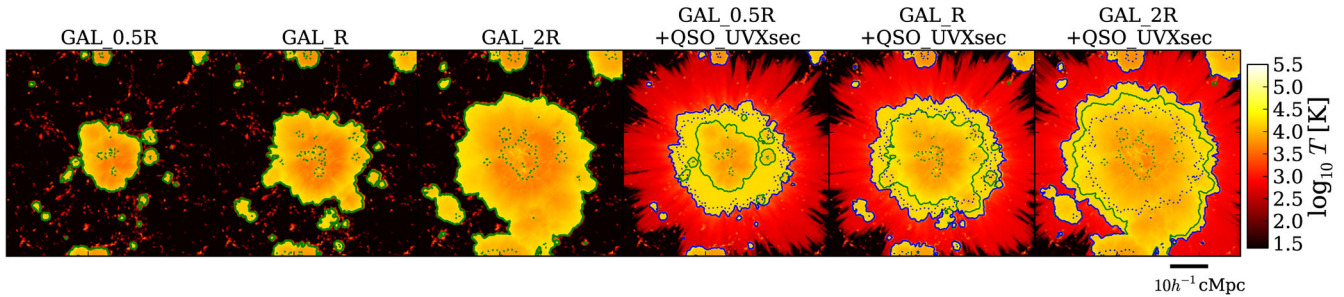 GAL_0.5R
GAL_R
GAL_2R
GAL_0.5R
+QSO_UVXsec
GAL_R
+QSO_UVXsec
GAL_2R
+QSO_UVXsec
5.5
5.0
4.5
4.0
3.5
3.0
2.5
2.0
1.5
log₁₀ T [K]
10h⁻¹ cMpc